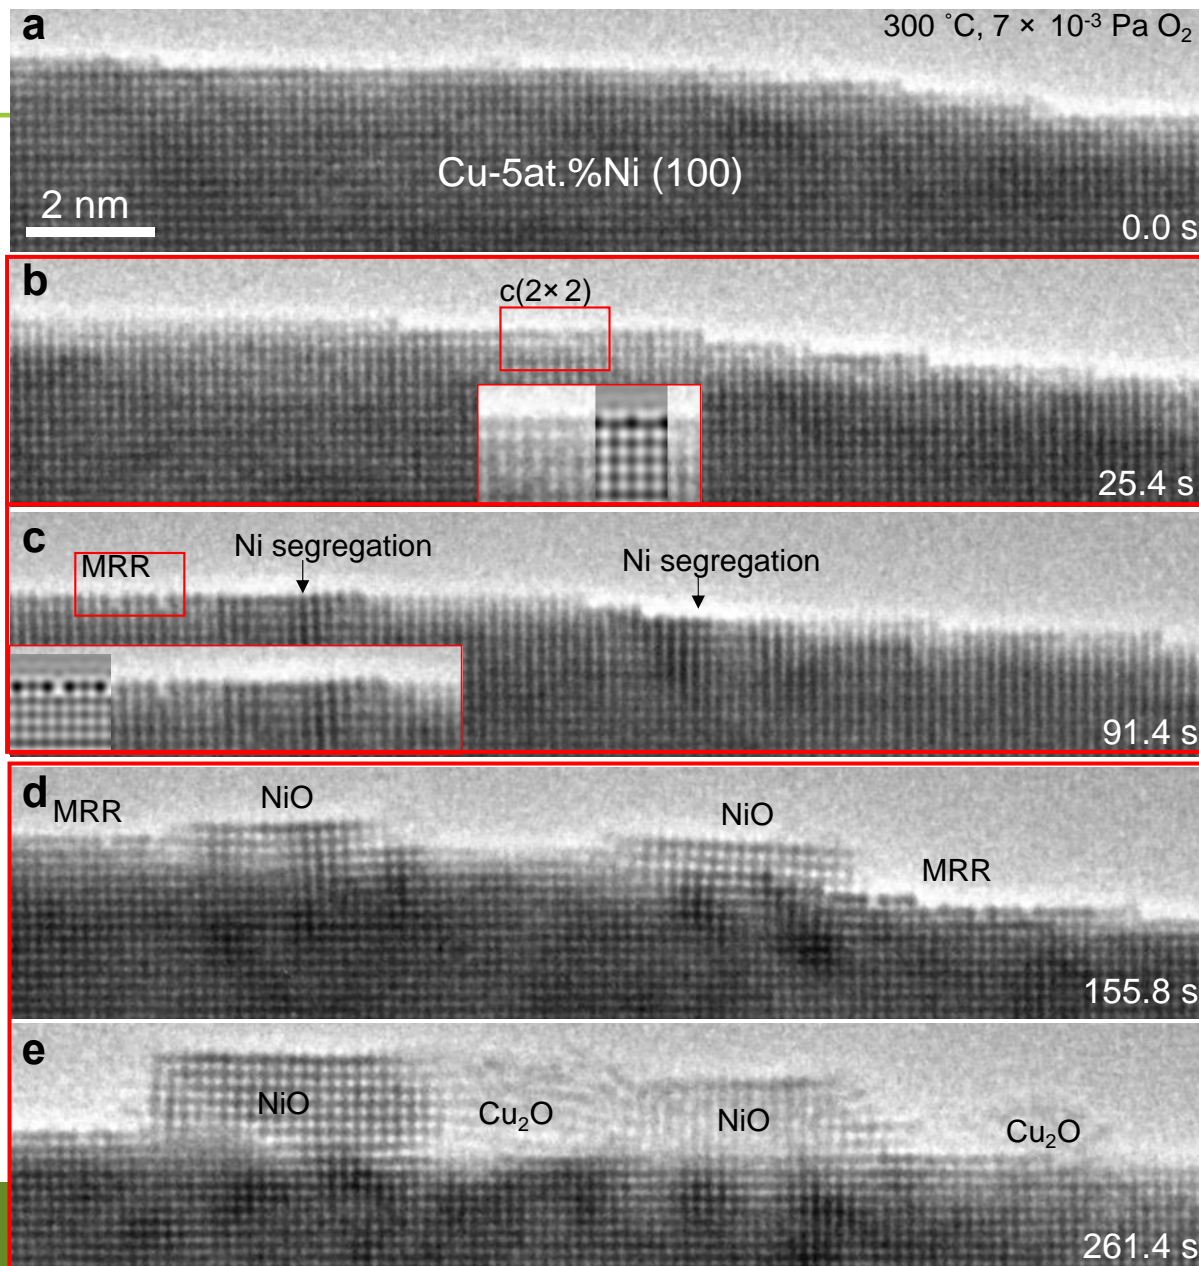 a
300 ˚C, 7 × 10⁻³ Pa O₂
Cu-5at.%Ni (100)
2 nm
0.0 s
b
c(2×2)
25.4 s
c
MRR
Ni segregation
Ni segregation
91.4 s
d
MRR
NiO
NiO
MRR
155.8 s
e
NiO
Cu₂O
NiO
Cu₂O
261.4 s